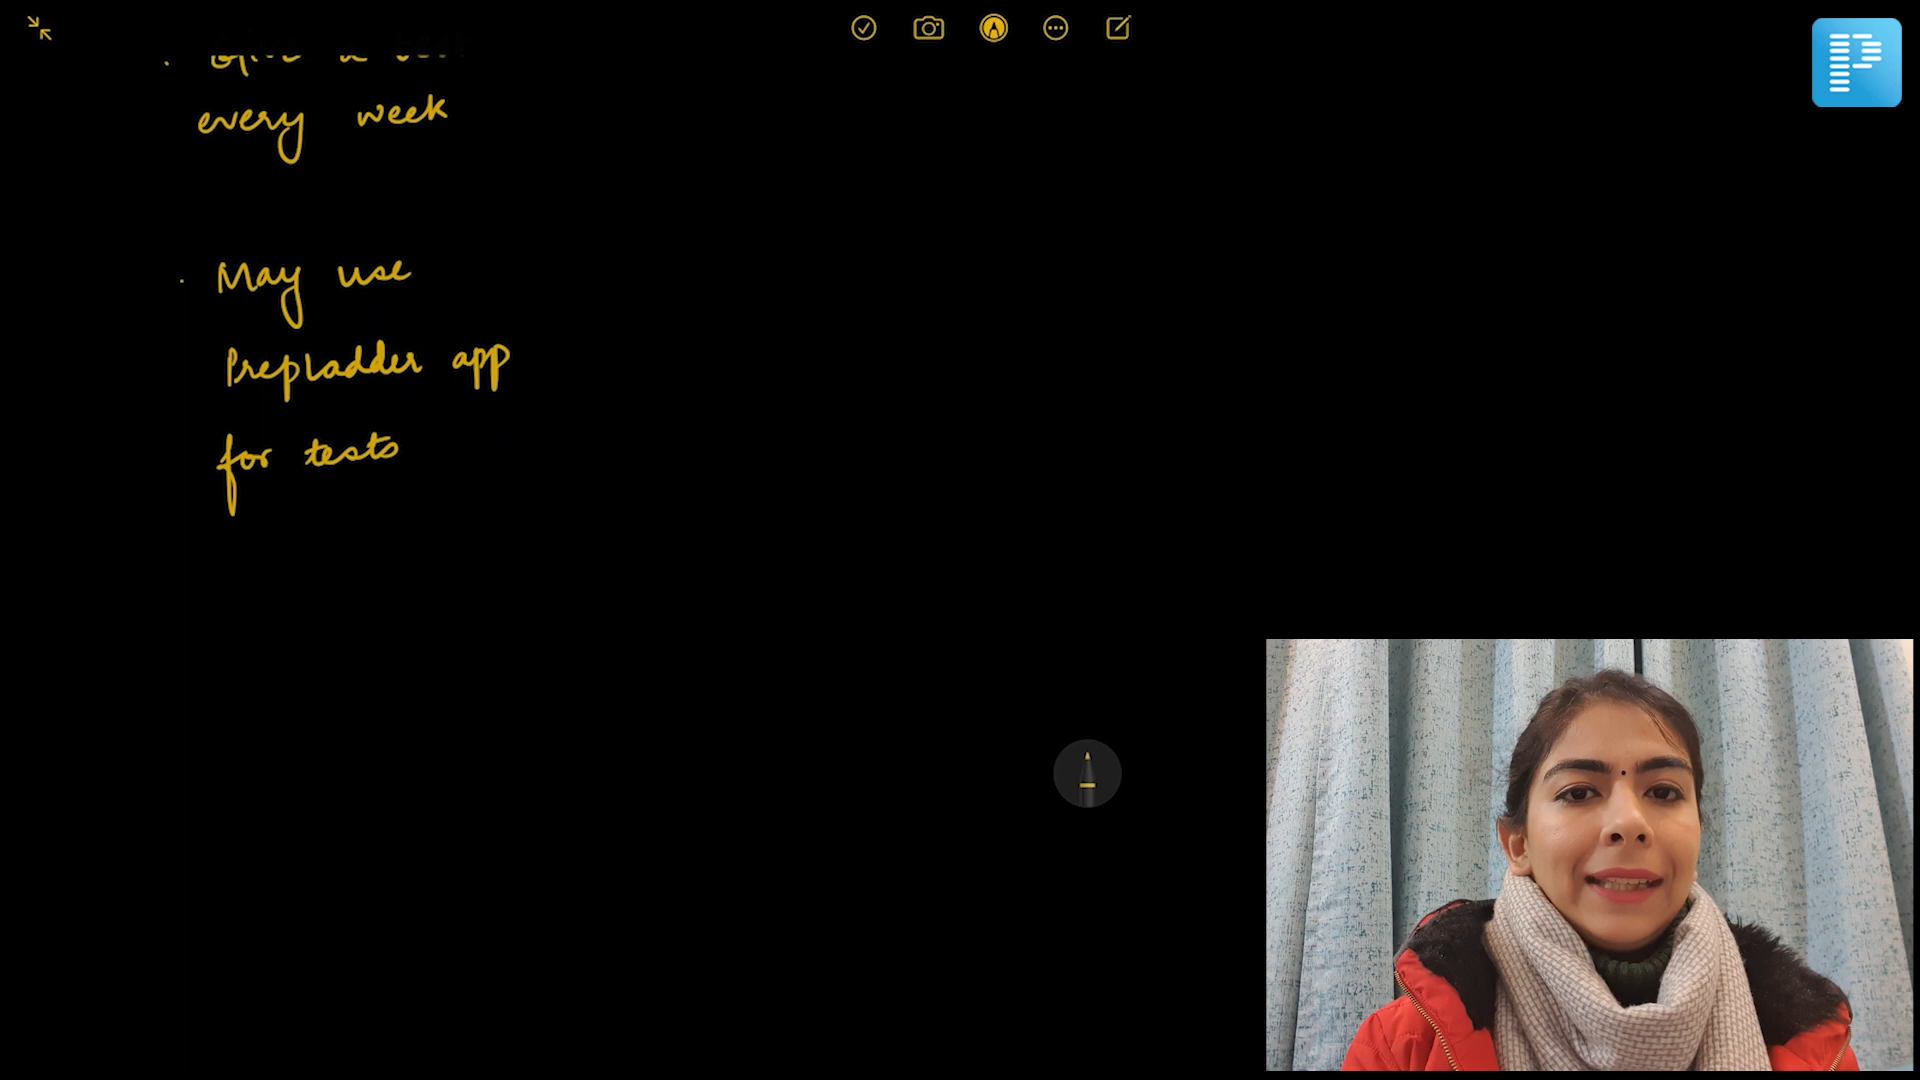 every week
· May use
Prepladder app
for tests